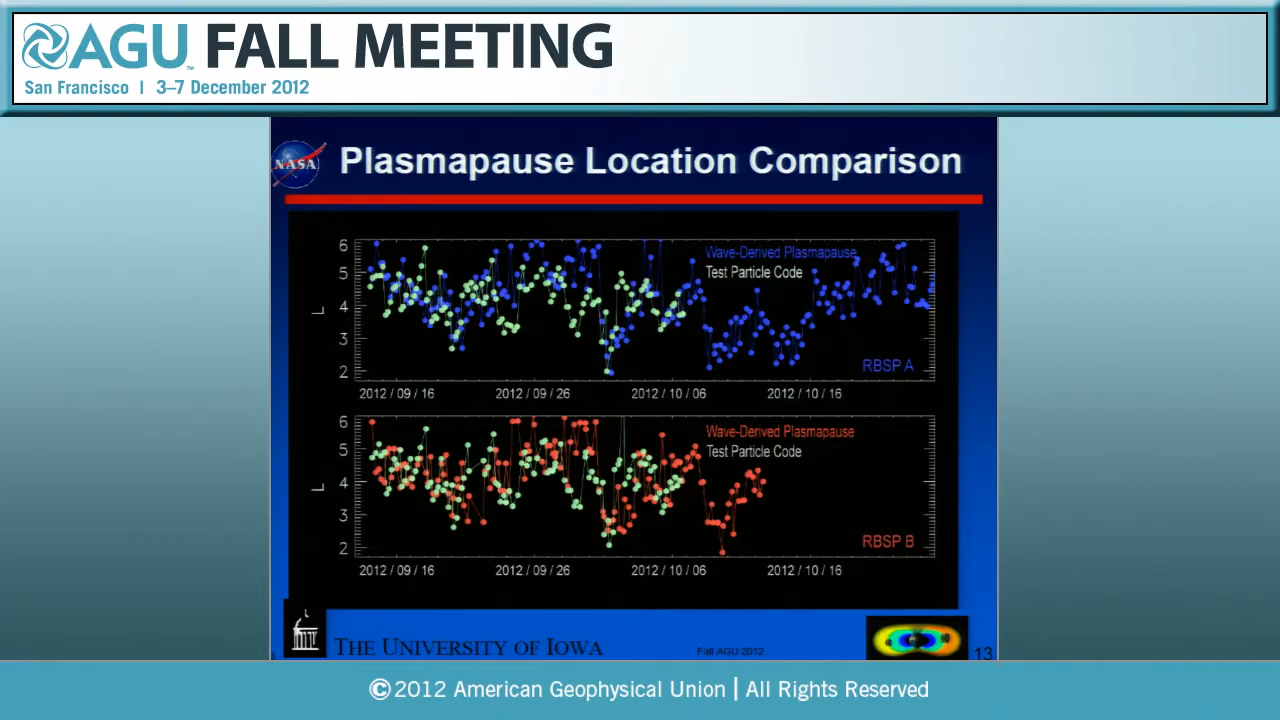 AGU FALL MEETING
San Francisco | 3–7 December 2012
NASA
Plasmapause Location Comparison
6
5
4
3
2
L
Wave-Derived Plasmapause
Test Particle Code
RBSP A
2012 / 09 / 16
2012 / 09 / 26
2012 / 10 / 06
2012 / 10 / 16
6
5
4
3
2
L
Wave-Derived Plasmapause
Test Particle Code
RBSP B
2012 / 09 / 16
2012 / 09 / 26
2012 / 10 / 06
2012 / 10 / 16
THE UNIVERSITY OF IOWA
Fall AGU 2012
13
©2012 American Geophysical Union | All Rights Reserved